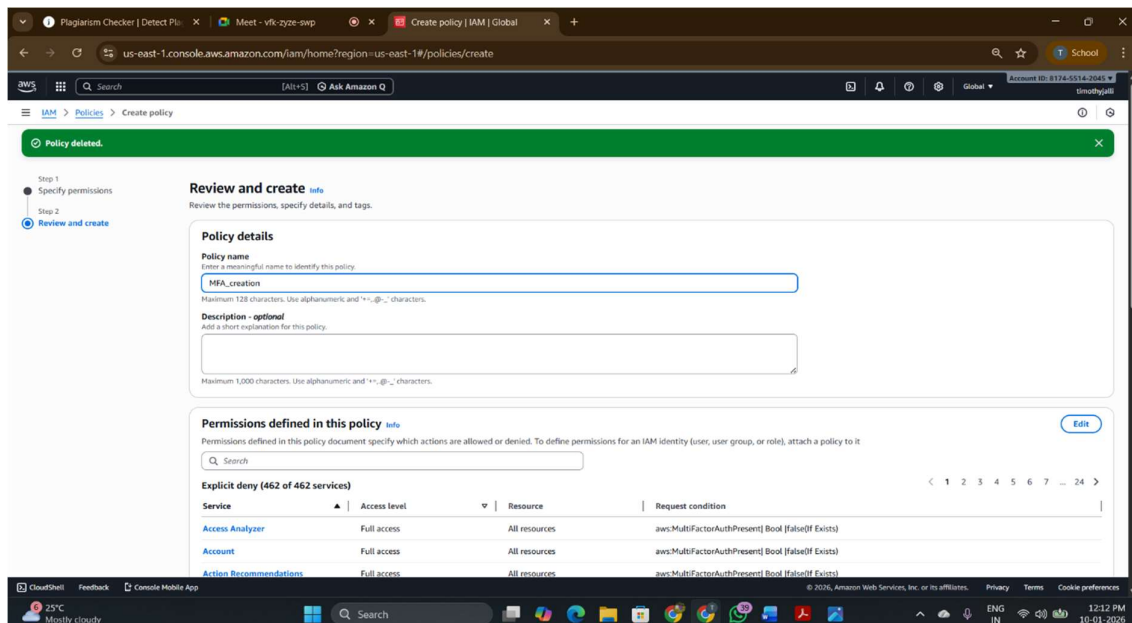 Plagiarism Checker | Detect Pla
Meet - vfk-zyze-swp
Create policy | IAM | Global
us-east-1.console.aws.amazon.com/iam/home?region=us-east-1#/policies/create
T School
aws
Search
[Alt+S]
Ask Amazon Q
Global
Account ID: 8174-5514-2045
timothyjalli
IAM > Policies > Create policy
Policy deleted.
Step 1
Specify permissions
Step 2
Review and create
Review and create Info
Review the permissions, specify details, and tags.
Policy details
Policy name
Enter a meaningful name to identify this policy.
MFA_creation
Maximum 128 characters. Use alphanumeric and '+=,.@-_' characters.
Description - optional
Add a short explanation for this policy.
Maximum 1,000 characters. Use alphanumeric and '+=,.@-_' characters.
Permissions defined in this policy Info
Edit
Permissions defined in this policy document specify which actions are allowed or denied. To define permissions for an IAM identity (user, user group, or role), attach a policy to it
Search
Explicit deny (462 of 462 services)
< 1 2 3 4 5 6 7 ... 24 >
Service Access level Resource Request condition
Access Analyzer Full access All resources aws:MultiFactorAuthPresent| Bool |false(If Exists)
Account Full access All resources aws:MultiFactorAuthPresent| Bool |false(If Exists)
Action Recommendations Full access All resources aws:MultiFactorAuthPresent| Bool |false(If Exists)
CloudShell Feedback Console Mobile App
© 2026, Amazon Web Services, Inc. or its affiliates. Privacy Terms Cookie preferences
6
25°C
Mostly cloudy
Search
39
ENG
IN
12:12 PM
10-01-2026